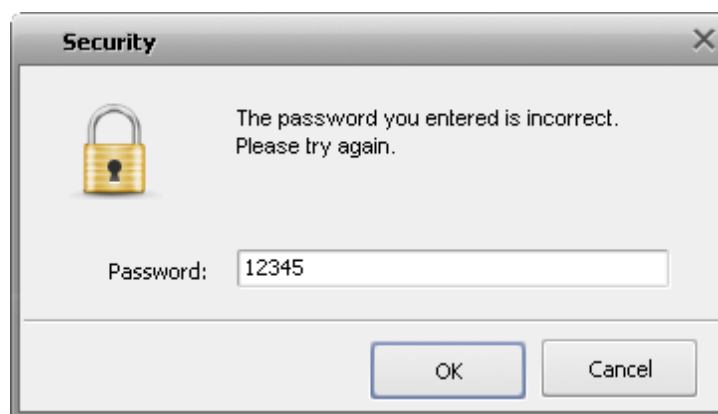 Security
The password you entered is incorrect.
Please try again.
Password: 12345
OK Cancel